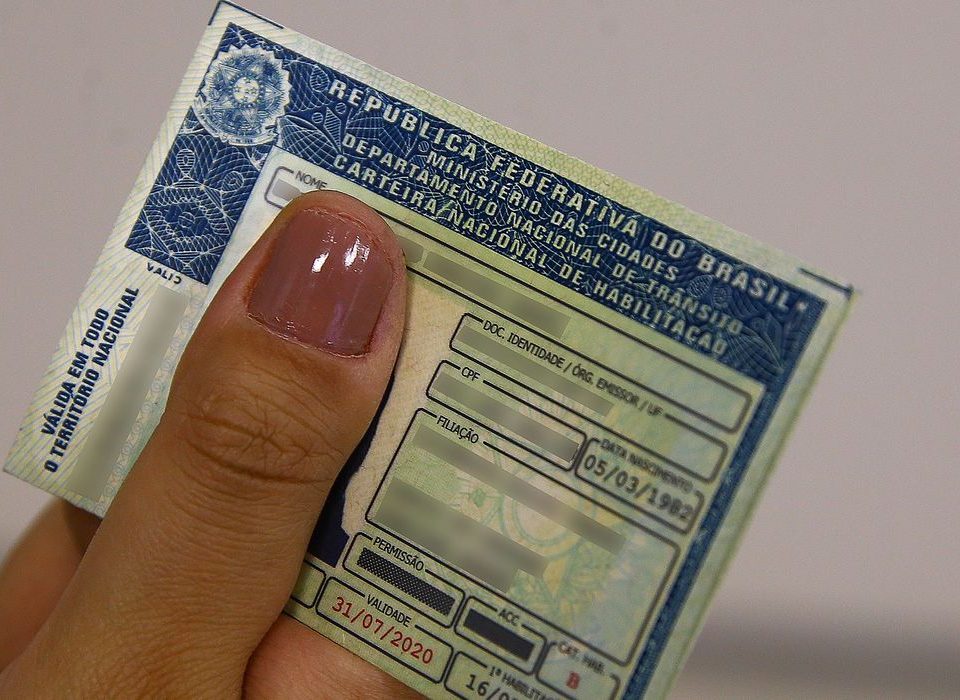 REPÚBLICA FEDERATIVA DO BRASIL
MINISTÉRIO DAS CIDADES
DEPARTAMENTO NACIONAL DE TRÂNSITO
CARTEIRA NACIONAL DE HABILITAÇÃO
NOME
VÁLIDA EM TODO
O TERRITÓRIO NACIONAL
DOC. IDENTIDADE / ÓRG. EMISSOR / UF
CPF
DATA NASCIMENTO
05/03/1982
FILIAÇÃO
PERMISSÃO
ACC
CAT. HAB.
B
VALIDADE
31/07/2020